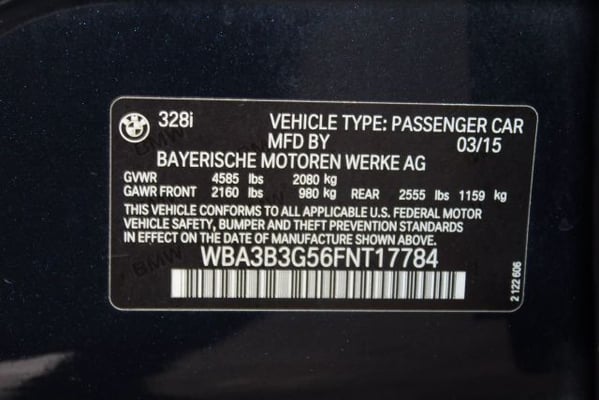 328i VEHICLE TYPE: PASSENGER CAR
MFD BY 03/15
BAYERISCHE MOTOREN WERKE AG
GVWR 4585 lbs 2080 kg
GAWR FRONT 2160 lbs 980 kg REAR 2555 lbs 1159 kg
THIS VEHICLE CONFORMS TO ALL APPLICABLE U.S. FEDERAL MOTOR
VEHICLE SAFETY, BUMPER AND THEFT PREVENTION STANDARDS
IN EFFECT ON THE DATE OF MANUFACTURE SHOWN ABOVE.
WBA3B3G56FNT17784
2 122 606